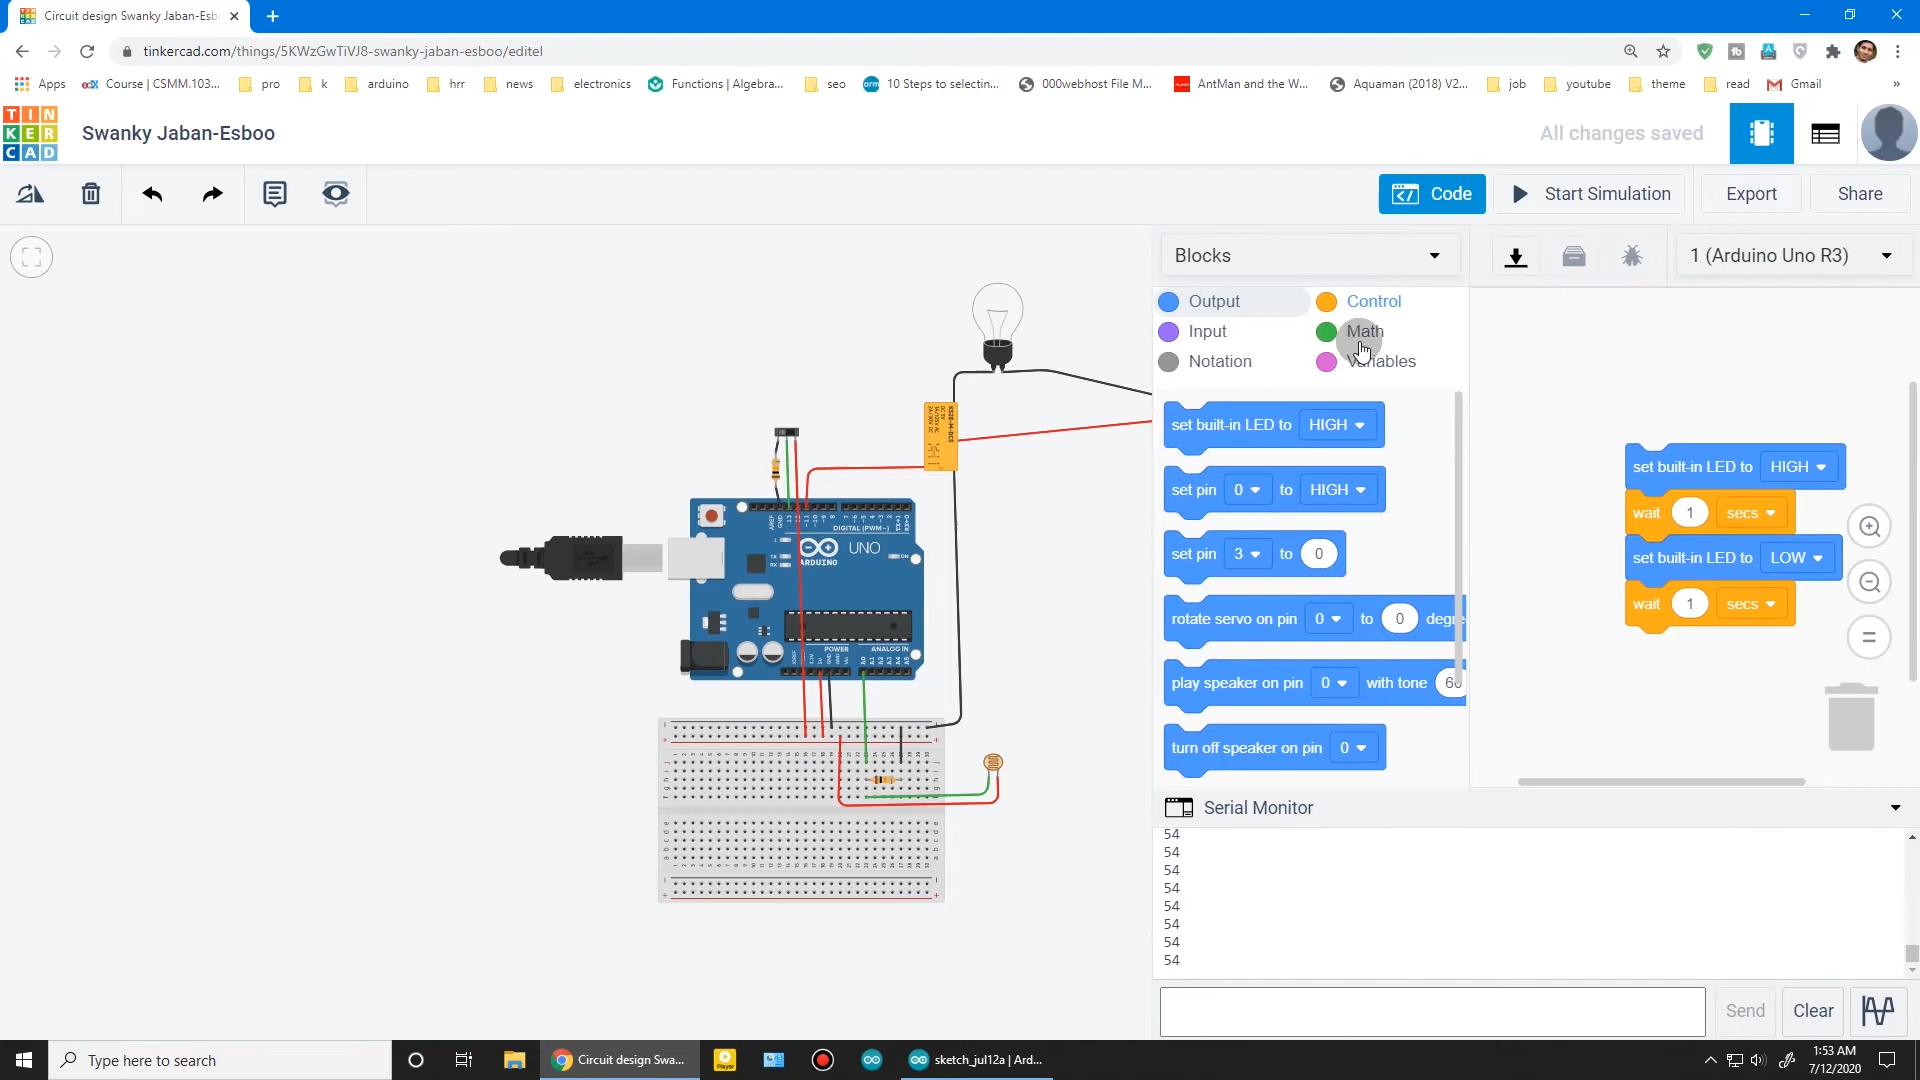 Circuit design Swanky Jaban-Esb
tinkercad.com/things/5KWzGwTiVJ8-swanky-jaban-esboo/editel
Apps
Course | CSMM.103...
pro
k
arduino
hrr
news
electronics
Functions | Algebra...
seo
10 Steps to selectin...
000webhost File M...
AntMan and the W...
Aquaman (2018) V2...
job
youtube
theme
read
Gmail
»
TIN
KER
CAD
Swanky Jaban-Esboo
All changes saved
Code
Start Simulation
Export
Share
Blocks
1 (Arduino Uno R3)
Output
Control
Input
Math
Notation
Variables
set built-in LED to HIGH
set pin 0 to HIGH
set pin 3 to 0
rotate servo on pin 0 to 0 degre
play speaker on pin 0 with tone 60
turn off speaker on pin 0
set built-in LED to HIGH
wait 1 secs
set built-in LED to LOW
wait 1 secs
DIGITAL (PWM~)
UNO
ARDUINO
TX
RX
L
ON
POWER
ANALOG IN
Serial Monitor
54
54
54
54
54
54
54
54
Send
Clear
Type here to search
Circuit design Swa...
Player
sketch_jul12a | Ard...
1:53 AM
7/12/2020